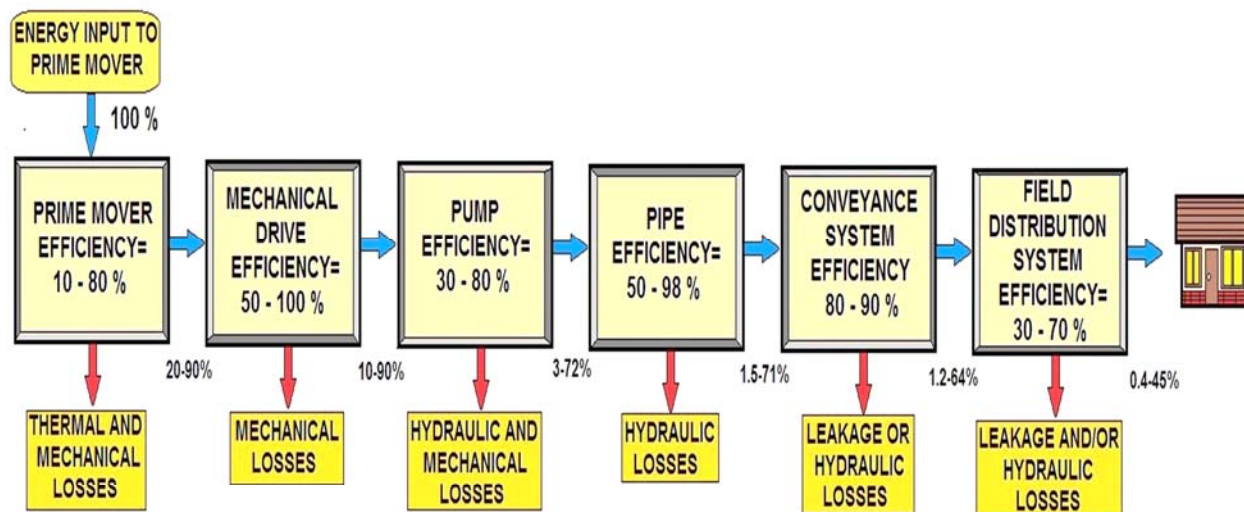 ENERGY INPUT TO
PRIME MOVER
100 %
PRIME MOVER
EFFICIENCY=
10 - 80 %
MECHANICAL
DRIVE
EFFICIENCY=
50 - 100 %
PUMP
EFFICIENCY=
30 - 80 %
PIPE
EFFICIENCY=
50 - 98 %
CONVEYANCE
SYSTEM
EFFICIENCY
80 - 90 %
FIELD
DISTRIBUTION
SYSTEM
EFFICIENCY=
30 - 70 %
20-90%
10-90%
3-72%
1.5-71%
1.2-64%
0.4-45%
THERMAL AND
MECHANICAL
LOSSES
MECHANICAL
LOSSES
HYDRAULIC AND
MECHANICAL
LOSSES
HYDRAULIC
LOSSES
LEAKAGE OR
HYDRAULIC
LOSSES
LEAKAGE AND/OR
HYDRAULIC
LOSSES